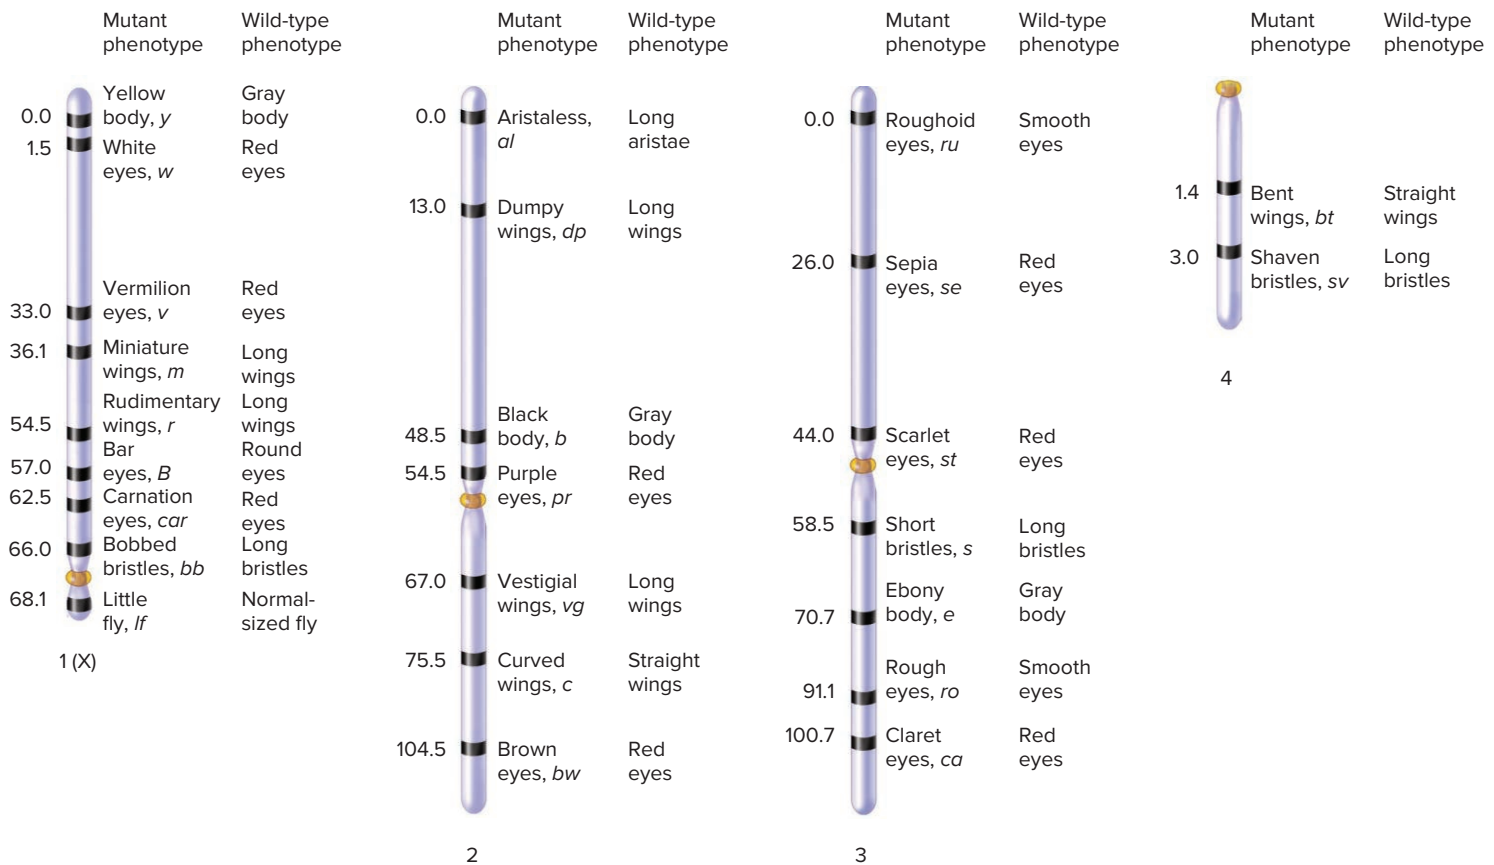 Mutant phenotype
Wild-type phenotype
0.0
Yellow body, y
Gray body
1.5
White eyes, w
Red eyes
33.0
Vermilion eyes, v
Red eyes
36.1
Miniature wings, m
Long wings
54.5
Rudimentary wings, r
Long wings
57.0
Bar eyes, B
Round eyes
62.5
Carnation eyes, car
Red eyes
66.0
Bobbed bristles, bb
Long bristles
68.1
Little fly, lf
Normal-sized fly
1 (X)
Mutant phenotype
Wild-type phenotype
0.0
Aristaless, al
Long aristae
13.0
Dumpy wings, dp
Long wings
48.5
Black body, b
Gray body
54.5
Purple eyes, pr
Red eyes
67.0
Vestigial wings, vg
Long wings
75.5
Curved wings, c
Straight wings
104.5
Brown eyes, bw
Red eyes
2
Mutant phenotype
Wild-type phenotype
0.0
Roughoid eyes, ru
Smooth eyes
26.0
Sepia eyes, se
Red eyes
44.0
Scarlet eyes, st
Red eyes
58.5
Short bristles, s
Long bristles
70.7
Ebony body, e
Gray body
91.1
Rough eyes, ro
Smooth eyes
100.7
Claret eyes, ca
Red eyes
3
Mutant phenotype
Wild-type phenotype
1.4
Bent wings, bt
Straight wings
3.0
Shaven bristles, sv
Long bristles
4